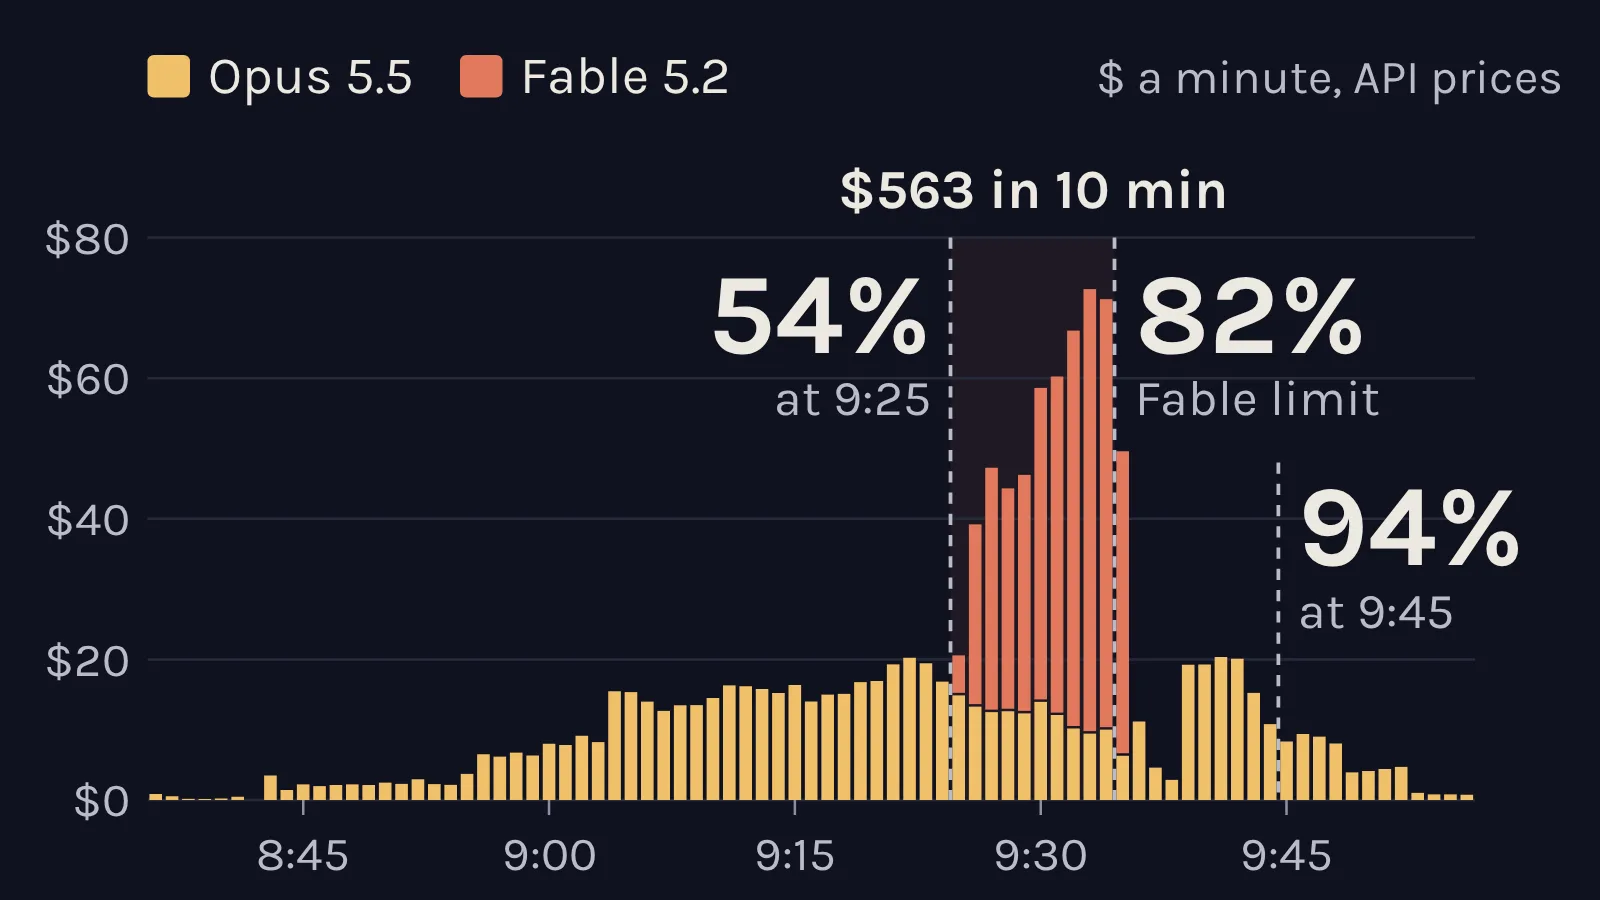 Opus 5.5 Fable 5.2 $ a minute, API prices
$563 in 10 min
$80
54% 82%
at 9:25 Fable limit
$60
94%
$40
at 9:45
$20
$0
8:45 9:00 9:15 9:30 9:45